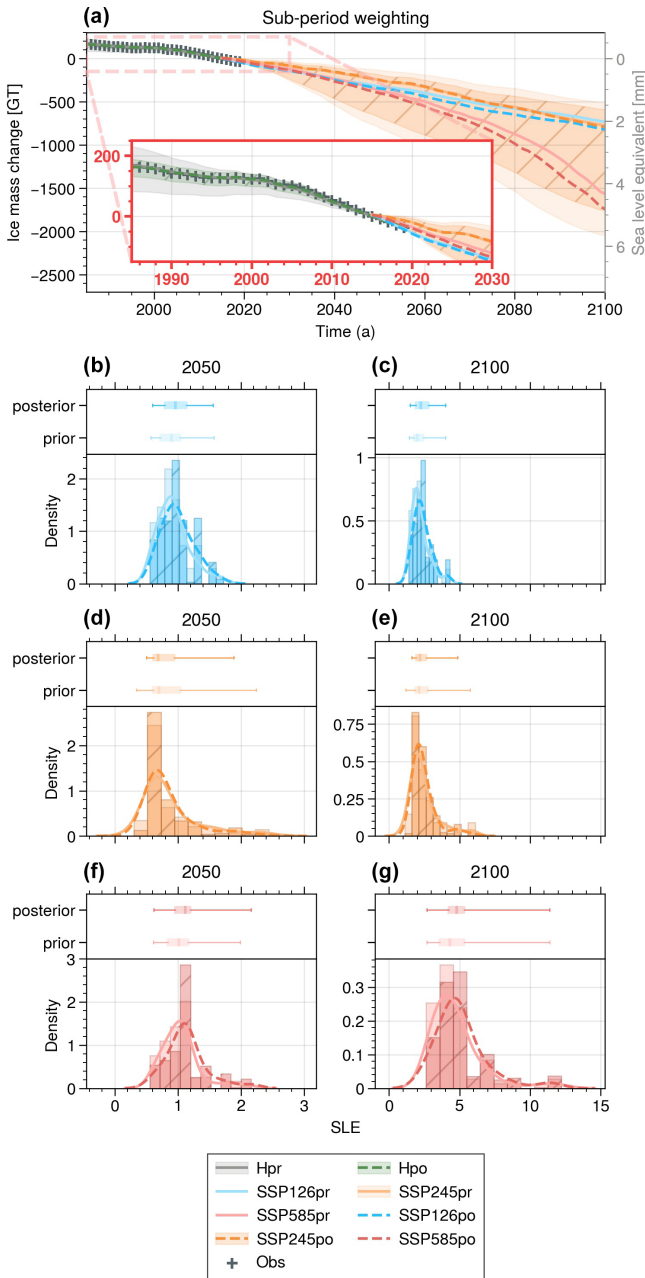 (a) Sub-period weighting
0
−500
−1000
−1500
−2000
−2500
Ice mass change [GT]
0
2
4
6
Sea level equivalent [mm]
200
0
1990 2000 2010 2020 2030
2000 2020 2040 2060 2080 2100
Time (a)
(b) 2050 (c) 2100
posterior
prior
2
1
0
Density
1
0.5
0
(d) 2050 (e) 2100
posterior
prior
2
1
0
Density
0.75
0.5
0.25
0
(f) 2050 (g) 2100
posterior
prior
3
2
1
0
Density
0.3
0.2
0.1
0
0 1 2 3 0 5 10 15
SLE
Hpr Hpo
SSP126pr SSP245pr
SSP585pr SSP126po
SSP245po SSP585po
Obs